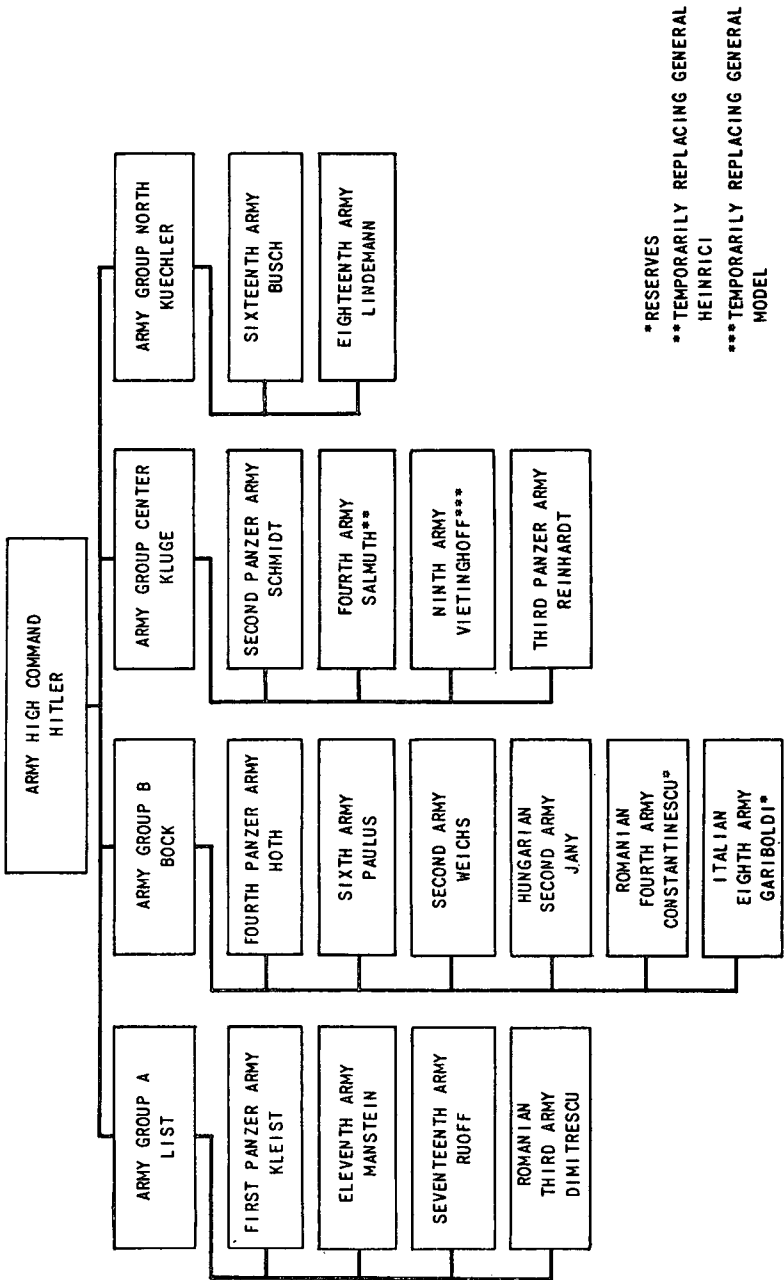 ARMY HIGH COMMAND
HITLER
ARMY GROUP A
LIST
FIRST PANZER ARMY
KLEIST
ELEVENTH ARMY
MANSTEIN
SEVENTEENTH ARMY
RUOFF
ROMANIAN
THIRD ARMY
DIMITRESCU
ARMY GROUP B
BOCK
FOURTH PANZER ARMY
HOTH
SIXTH ARMY
PAULUS
SECOND ARMY
WEICHS
HUNGARIAN
SECOND ARMY
JANY
ROMANIAN
FOURTH ARMY
CONSTANTINESCU*
ITALIAN
EIGHTH ARMY
GARIBOLDI*
ARMY GROUP CENTER
KLUGE
SECOND PANZER ARMY
SCHMIDT
FOURTH ARMY
SALMUTH**
NINTH ARMY
VIETINGHOFF***
THIRD PANZER ARMY
REINHARDT
ARMY GROUP NORTH
KUECHLER
SIXTEENTH ARMY
BUSCH
EIGHTEENTH ARMY
LINDEMANN
*RESERVES
**TEMPORARILY REPLACING GENERAL
HEINRICI
***TEMPORARILY REPLACING GENERAL
MODEL